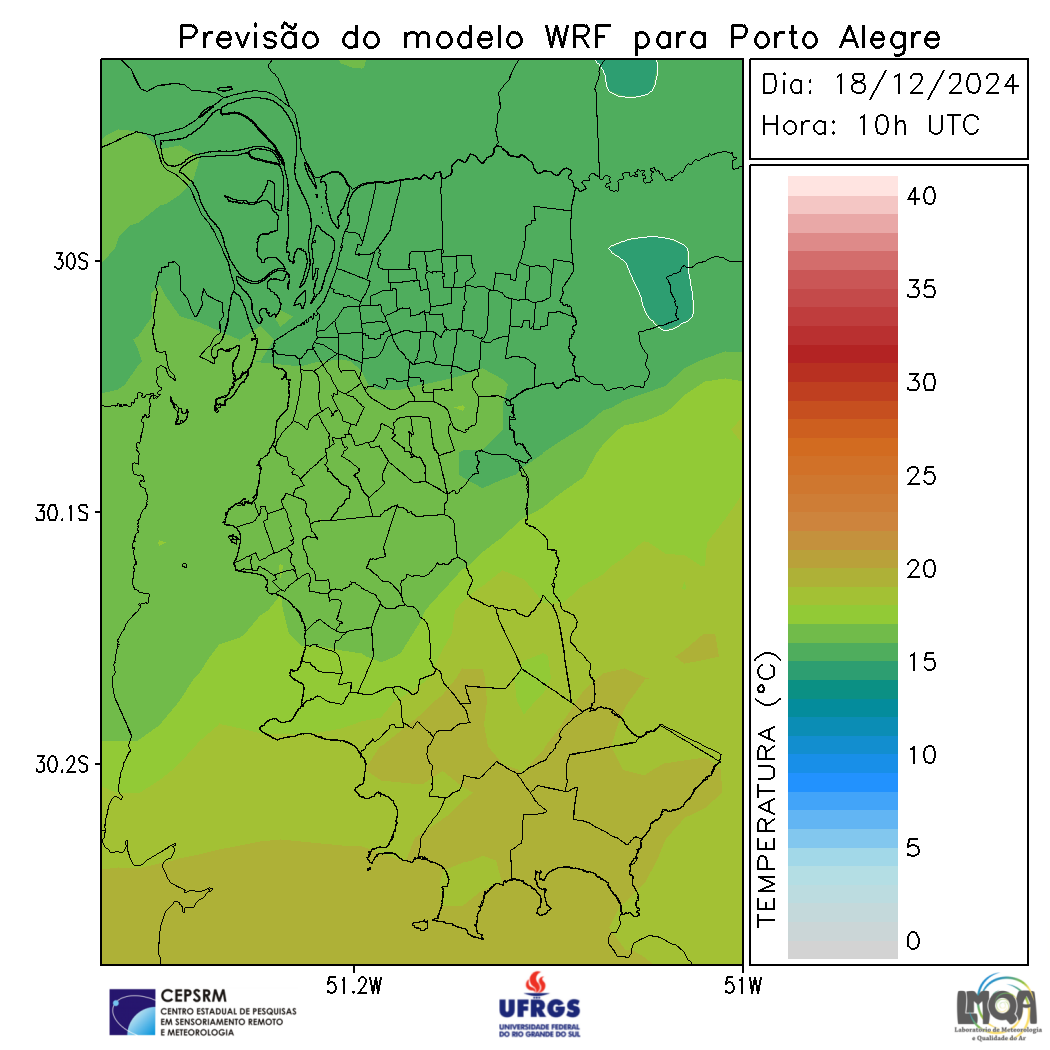 Previsão do modelo WRF para Porto Alegre
Dia: 18/12/2024
Hora: 10h UTC
40
35
30
25
20
15
10
5
0
TEMPERATURA (°C)
30S
30.1S
30.2S
51.2W
51W
CEPSRM
CENTRO ESTADUAL DE PESQUISAS
EM SENSORIAMENTO REMOTO
E METEOROLOGIA
UFRGS
UNIVERSIDADE FEDERAL
DO RIO GRANDE DO SUL
LMQA
Laboratório de Meteorologia
e Qualidade do Ar